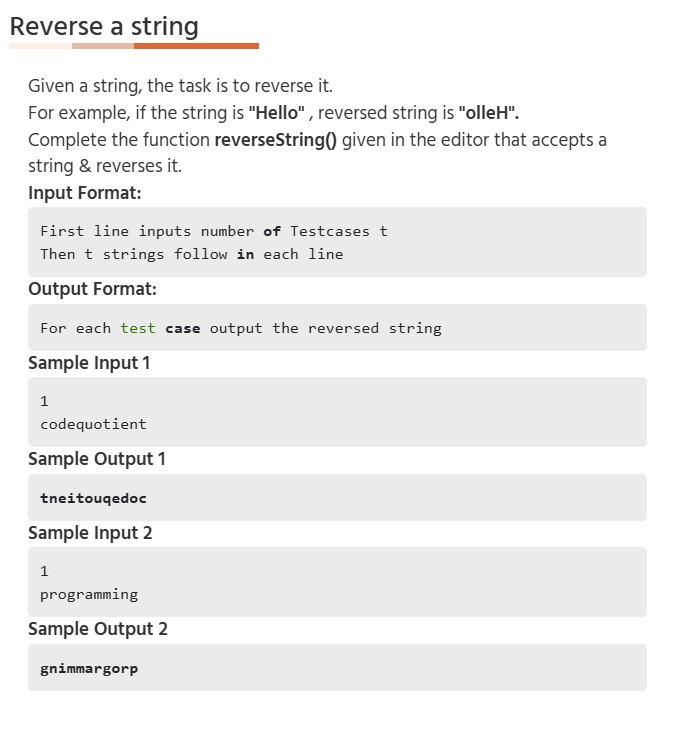 Reverse a string
Given a string, the task is to reverse it.
For example, if the string is "Hello" , reversed string is "olleH".
Complete the function reverseString() given in the editor that accepts a
string & reverses it.
Input Format:
First line inputs number of Testcases t
Then t strings follow in each line
Output Format:
For each test case output the reversed string
Sample Input 1
1
codequotient
Sample Output 1
tneitouqedoc
Sample Input 2
1
programming
Sample Output 2
gnimmargorp